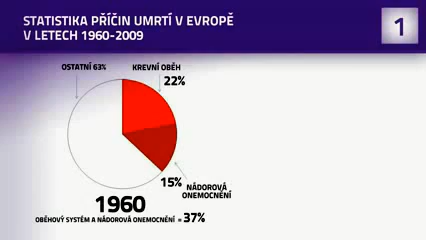 STATISTIKA PŘÍČIN UMRTÍ V EVROPĚ
V LETECH 1960-2009
1
OSTATNÍ 63%
KREVNÍ OBĚH
22%
15%
NÁDOROVÁ
ONEMOCNĚNÍ
1960
OBĚHOVÝ SYSTÉM A NÁDOROVÁ ONEMOCNĚNÍ = 37%